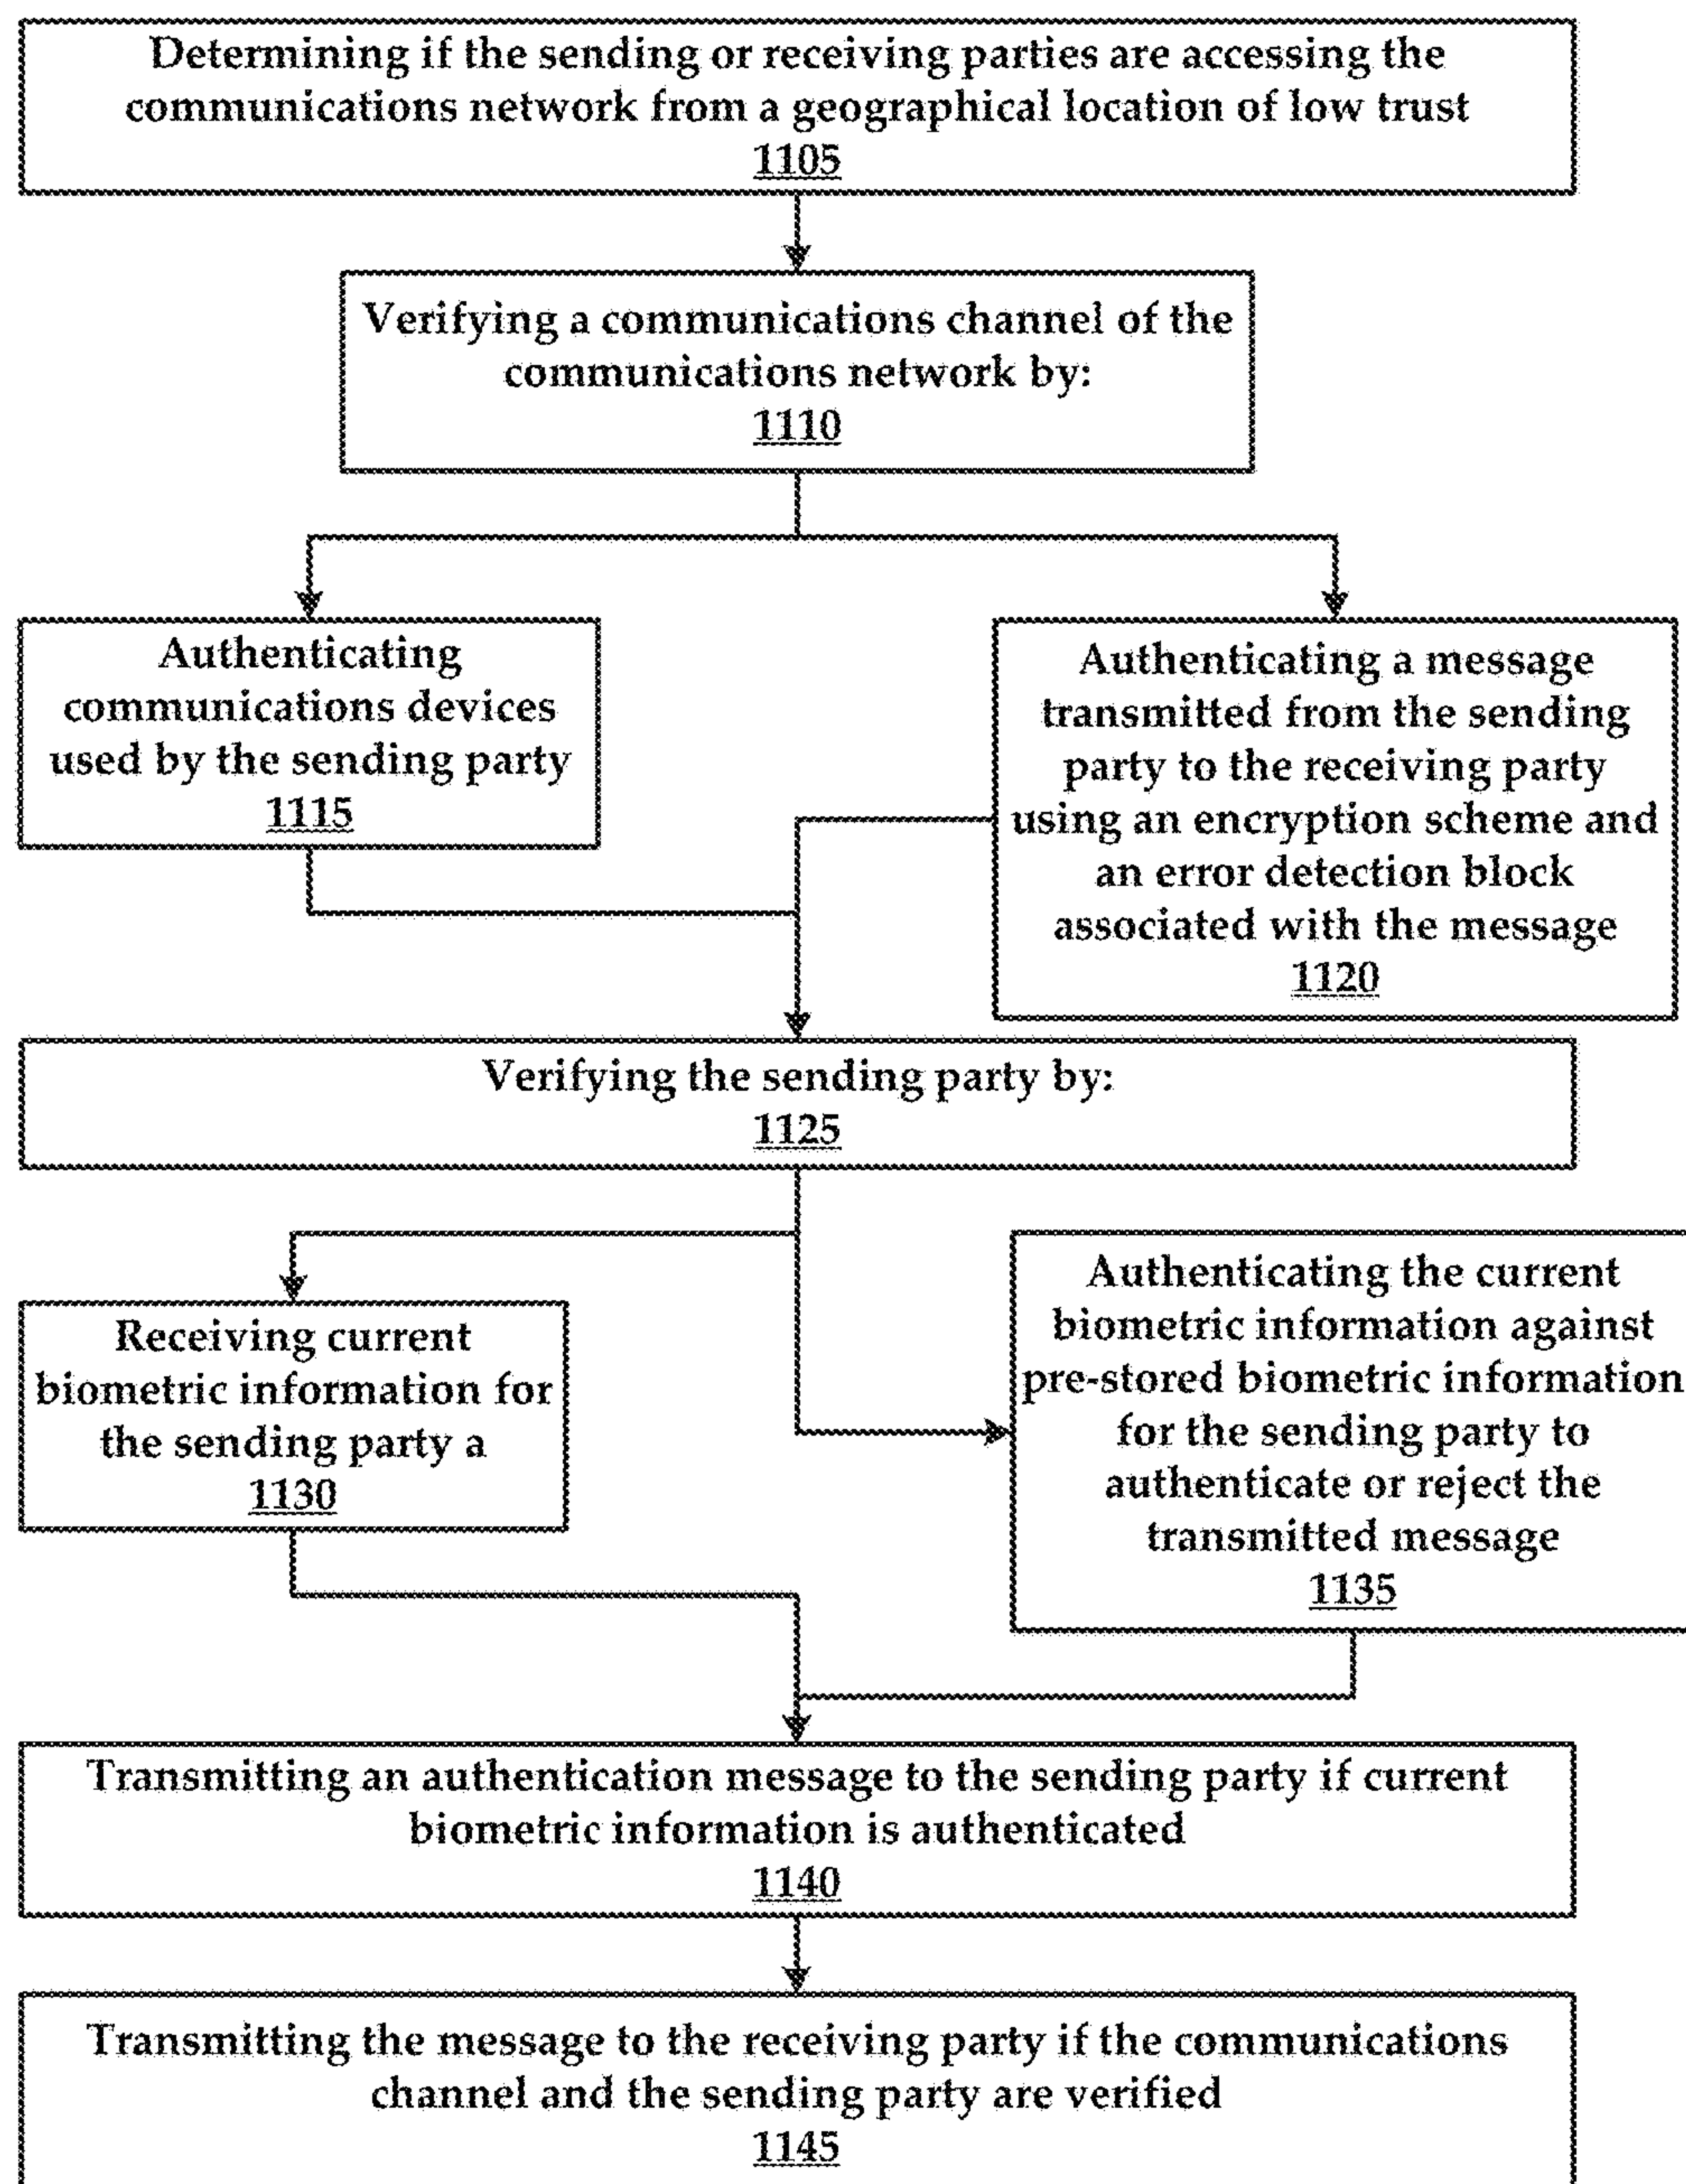 Determining if the sending or receiving parties are accessing the
communications network from a geographical location of low trust
1105
Verifying a communications channel of the
communications network by:
1110
Authenticating
communications devices
used by the sending party
1115
Authenticating a message
transmitted from the sending
party to the receiving party
using an encryption scheme and
an error detection block
associated with the message
1120
Verifying the sending party by:
1125
Receiving current
biometric information for
the sending party a
1130
Authenticating the current
biometric information against
pre-stored biometric information
for the sending party to
authenticate or reject the
transmitted message
1135
Transmitting an authentication message to the sending party if current
biometric information is authenticated
1140
Transmitting the message to the receiving party if the communications
channel and the sending party are verified
1145